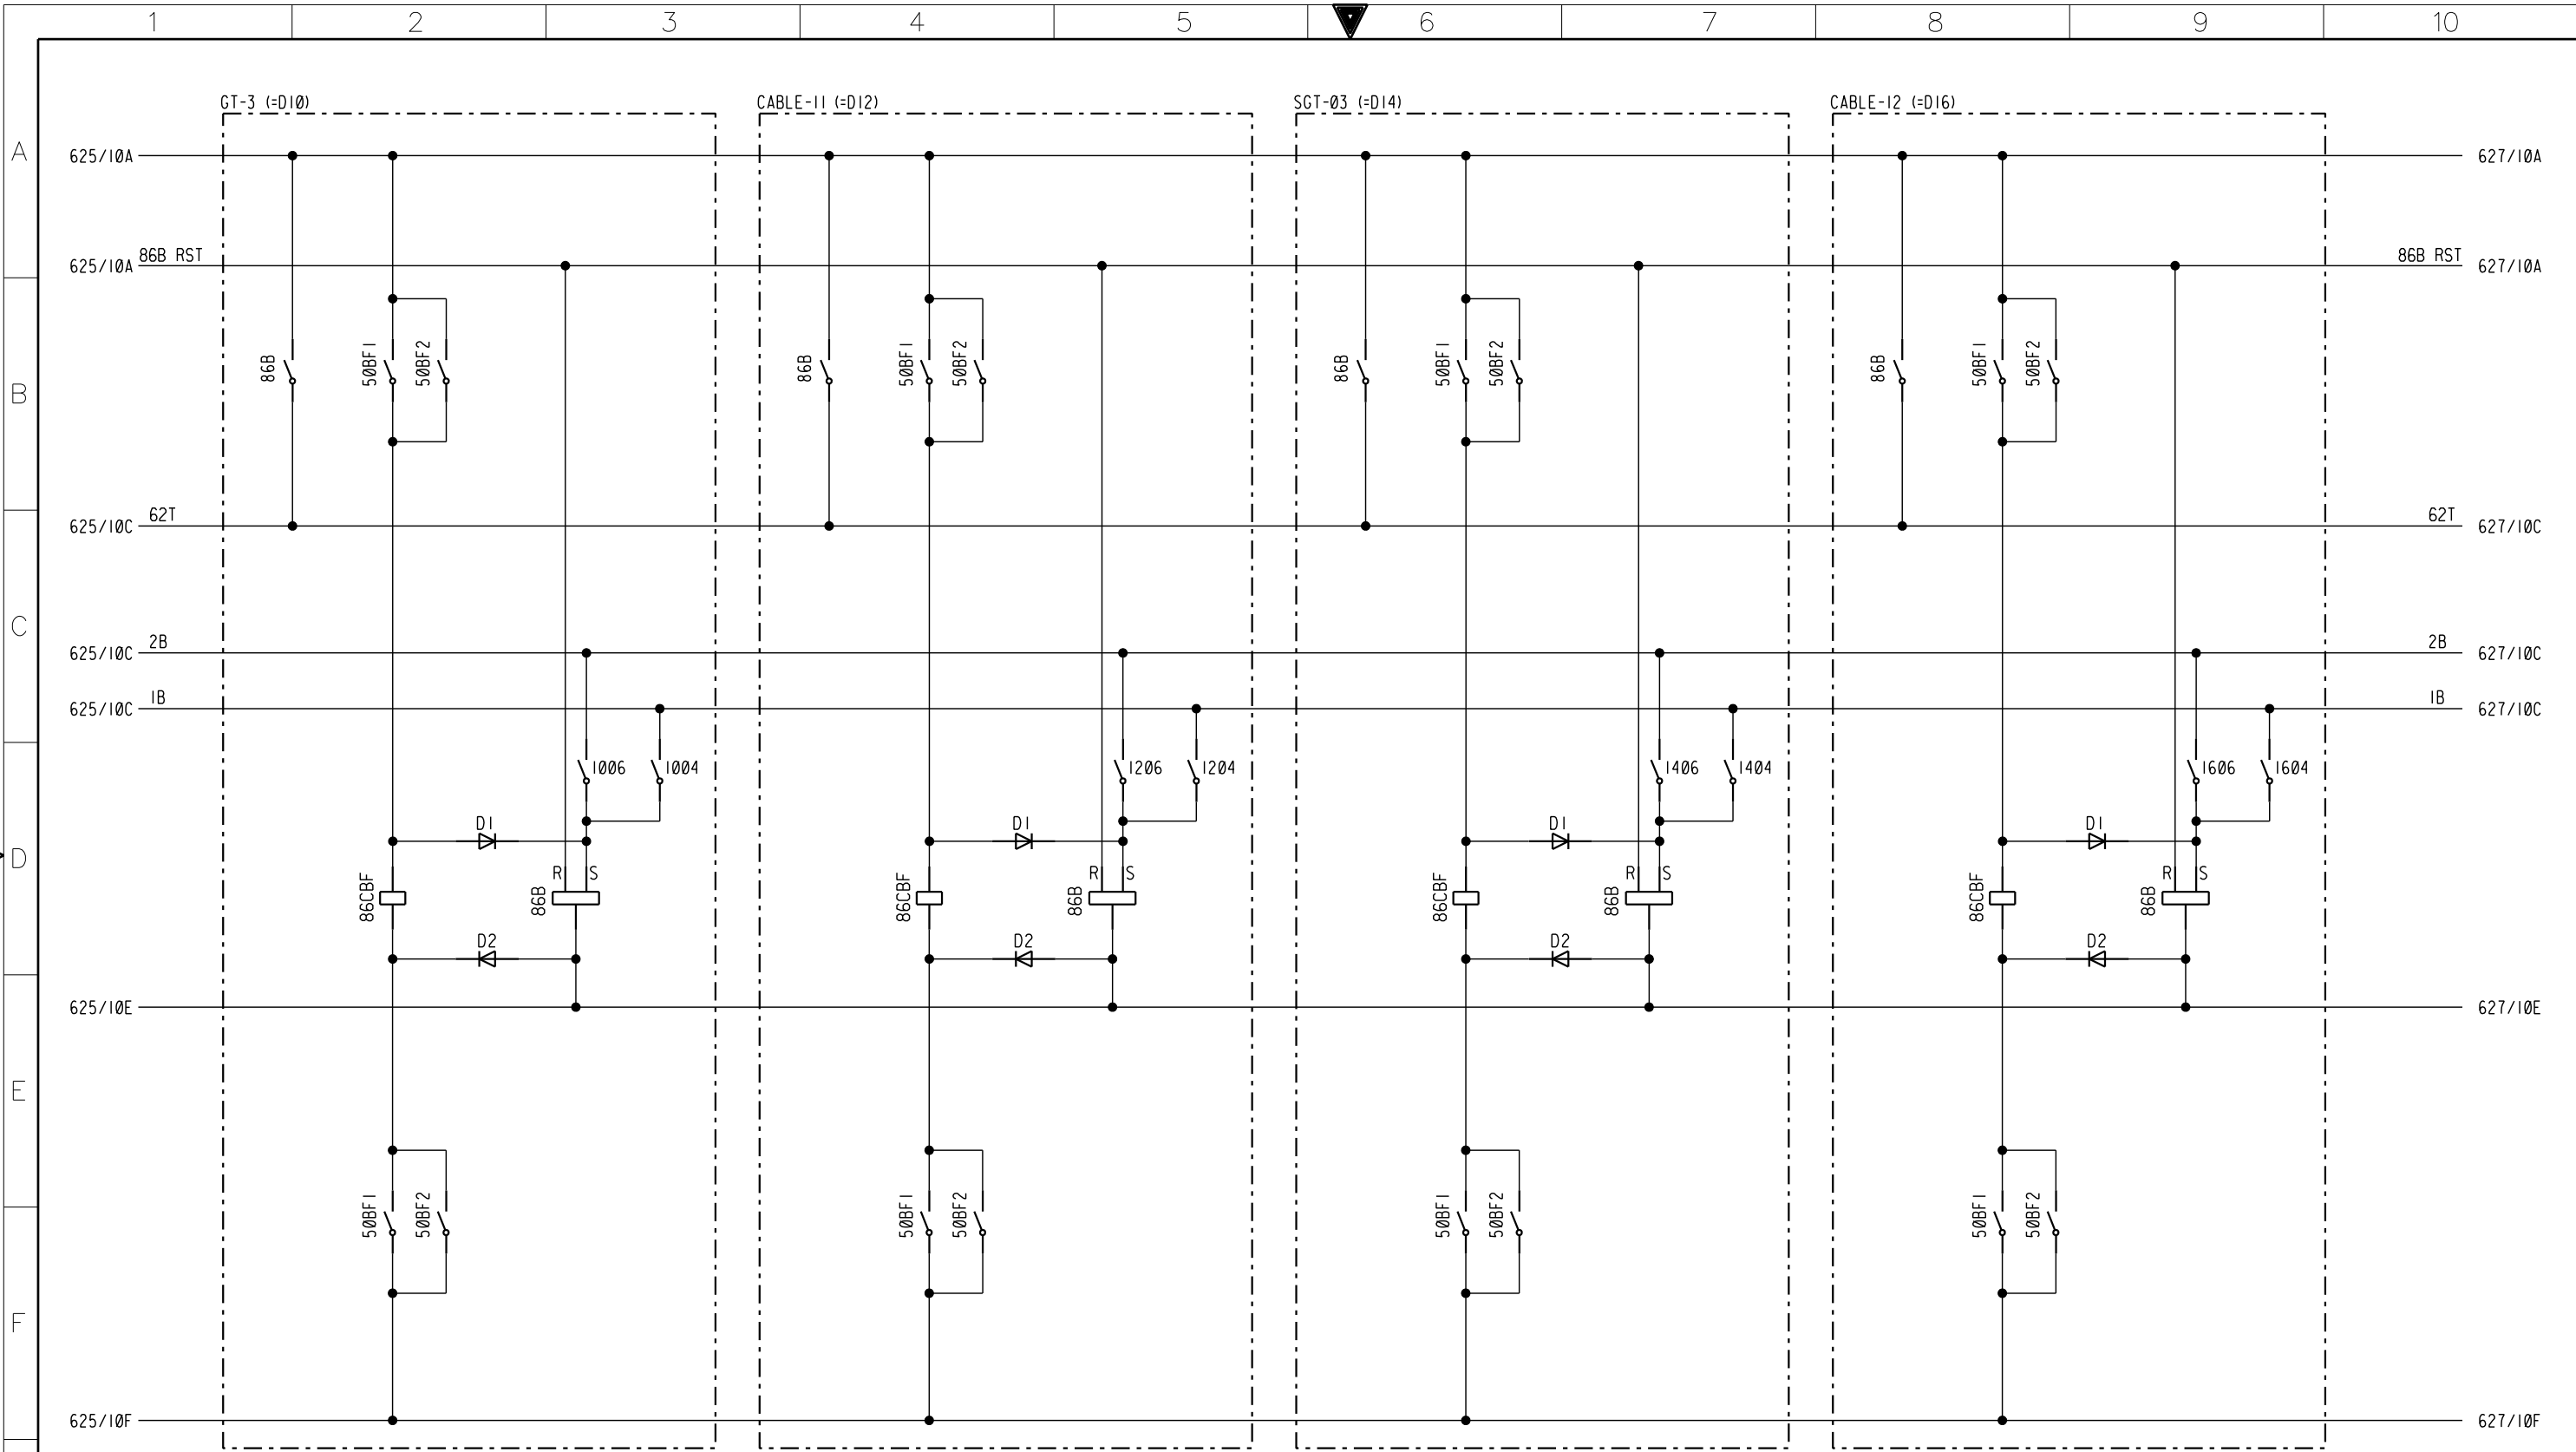 1 2 3 4 5 6 7 8 9 10
GT-3 (=D10) CABLE-11 (=D12) SGT-03 (=D14) CABLE-12 (=D16)
A
625/10A 627/10A
625/10A 86B RST 86B RST 627/10A
B
86B 50BF1 50BF2 86B 50BF1 50BF2 86B 50BF1 50BF2 86B 50BF1 50BF2
625/10C 62T 62T 627/10C
C
625/10C 2B 2B 627/10C
625/10C 1B 1B 627/10C
1006 1004 1206 1204 1406 1404 1606 1604
D1 D1 D1 D1
D
R S R S R S R S
86CBF 86B 86CBF 86B 86CBF 86B 86CBF 86B
D2 D2 D2 D2
625/10E 627/10E
E
50BF1 50BF2 50BF1 50BF2 50BF1 50BF2 50BF1 50BF2
F
625/10F 627/10F